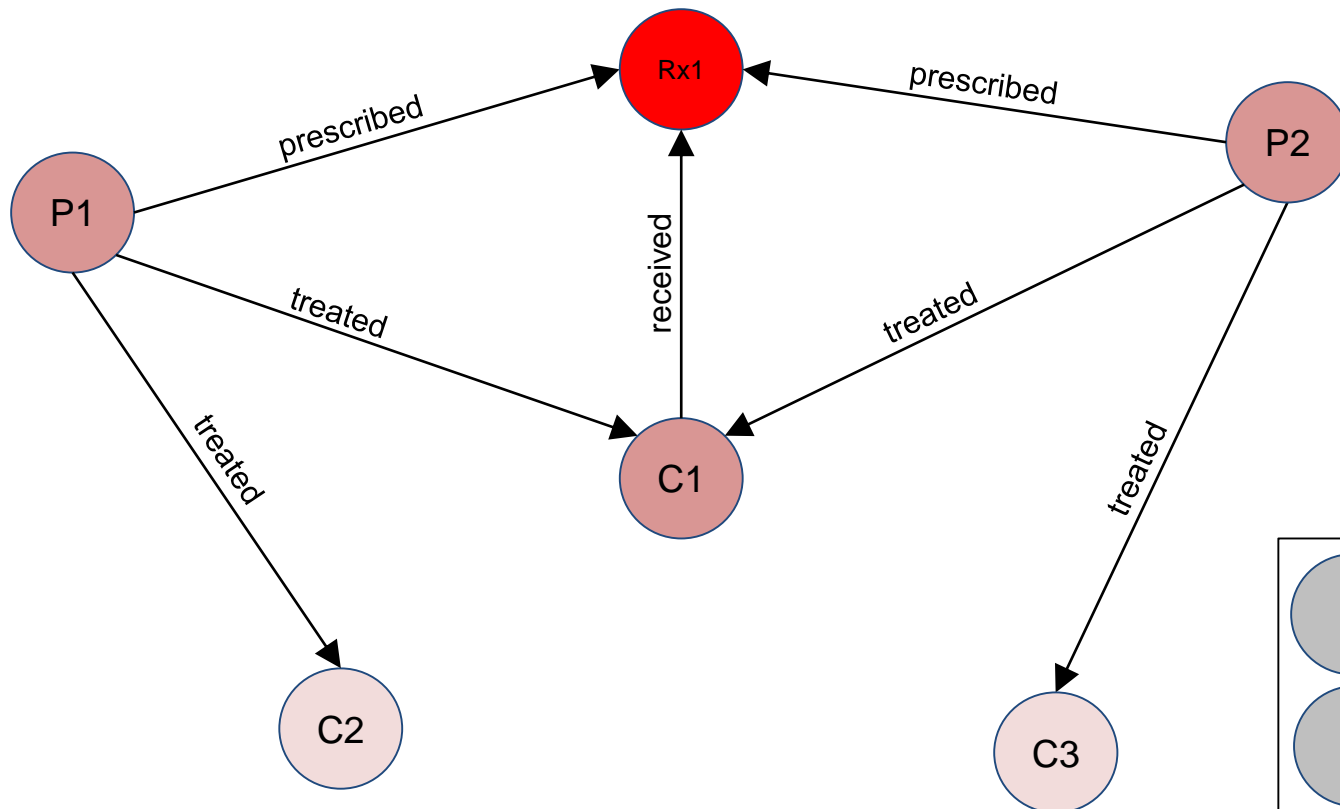 Rx1
prescribed
prescribed
P2
P1
received
treated
treated
C1
treated
treated
C2
C3